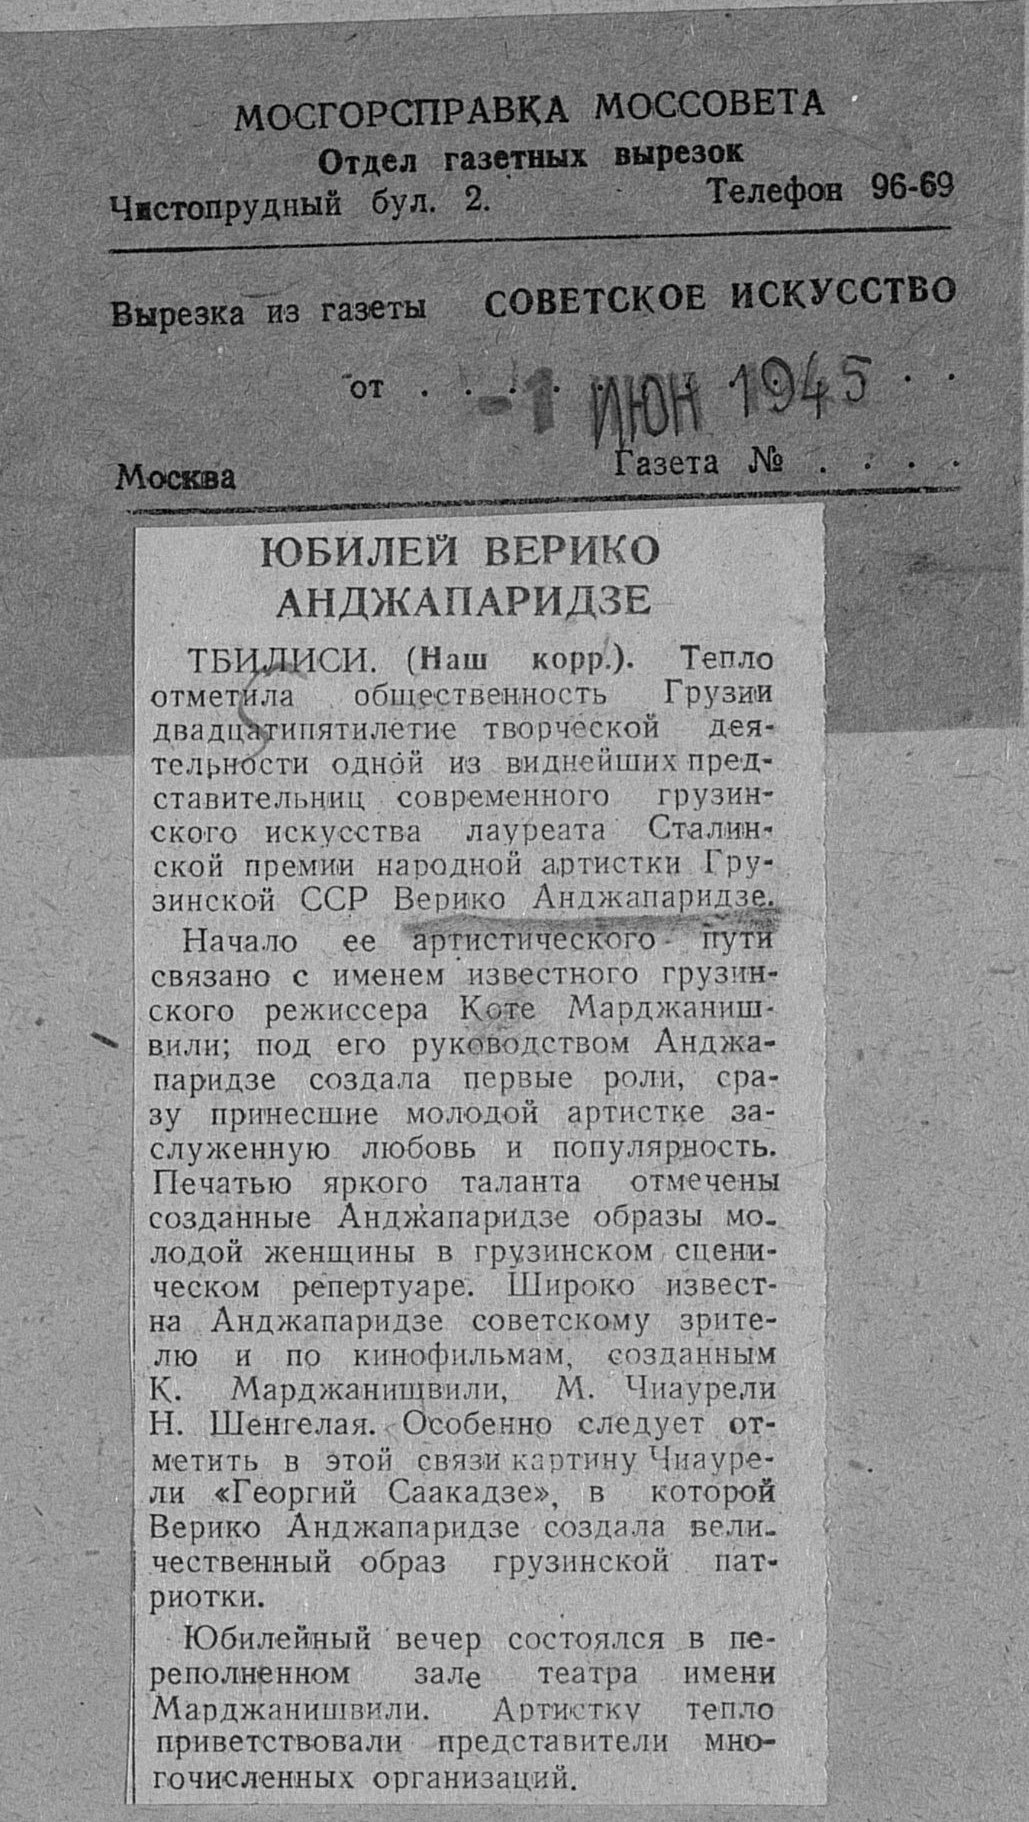 МОСГОРСПРАВКА МОССОВЕТА
Отдел газетных вырезок
Чистопрудный бул. 2. Телефон 96-69
Вырезка из газеты СОВЕТСКОЕ ИСКУССТВО
от . . . . -1 ИЮН 1945 . .
Москва Газета № . . . .
ЮБИЛЕЙ ВЕРИКО
АНДЖАПАРИДЗЕ
ТБИЛИСИ. (Наш корр.). Тепло
отметила общественность Грузии
двадцатипятилетие творческой дея-
тельности одной из виднейших пред-
ставительниц современного грузин-
ского искусства лауреата Сталин-
ской премии народной артистки Гру-
зинской ССР Верико Анджапаридзе.
Начало ее артистического пути
связано с именем известного грузин-
ского режиссера Коте Марджаниш-
вили; под его руководством Анджа-
паридзе создала первые роли, сра-
зу принесшие молодой артистке за-
служенную любовь и популярность.
Печатью яркого таланта отмечены
созданные Анджапаридзе образы мо-
лодой женщины в грузинском сцени-
ческом репертуаре. Широко извест-
на Анджапаридзе советскому зрите-
лю и по кинофильмам, созданным
К. Марджанищвили, М. Чиаурели
Н. Шенгелая. Особенно следует от-
метить в этой связи картину Чиауре-
ли «Георгий Саакадзе», в которой
Верико Анджапаридзе создала вели-
чественный образ грузинской пат-
риотки.
Юбилейный вечер состоялся в пе-
реполненном зале театра имени
Марджанишвили. Артистку тепло
приветствовали представители мно-
гочисленных организаций.